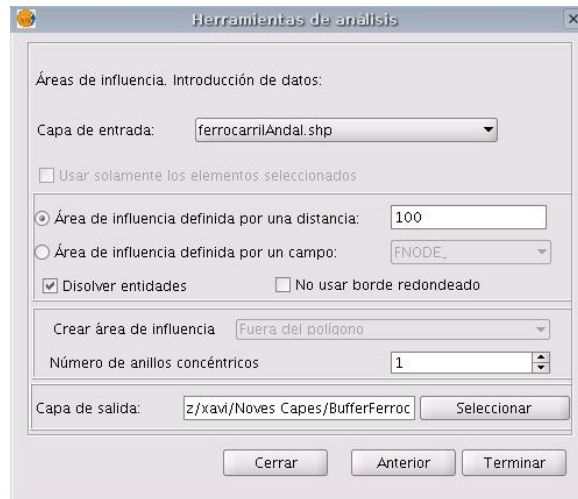 Herramientas de análisis
Áreas de influencia. Introducción de datos:
Capa de entrada: ferrocarrilAndal.shp
Usar solamente los elementos seleccionados
Área de influencia definida por una distancia: 100
Área de influencia definida por un campo: FNODE_
Disolver entidades No usar borde redondeado
Crear área de influencia Fuera del polígono
Número de anillos concéntricos 1
Capa de salida: z/xavi/Noves Capes/BufferFerroc Seleccionar
Cerrar Anterior Terminar